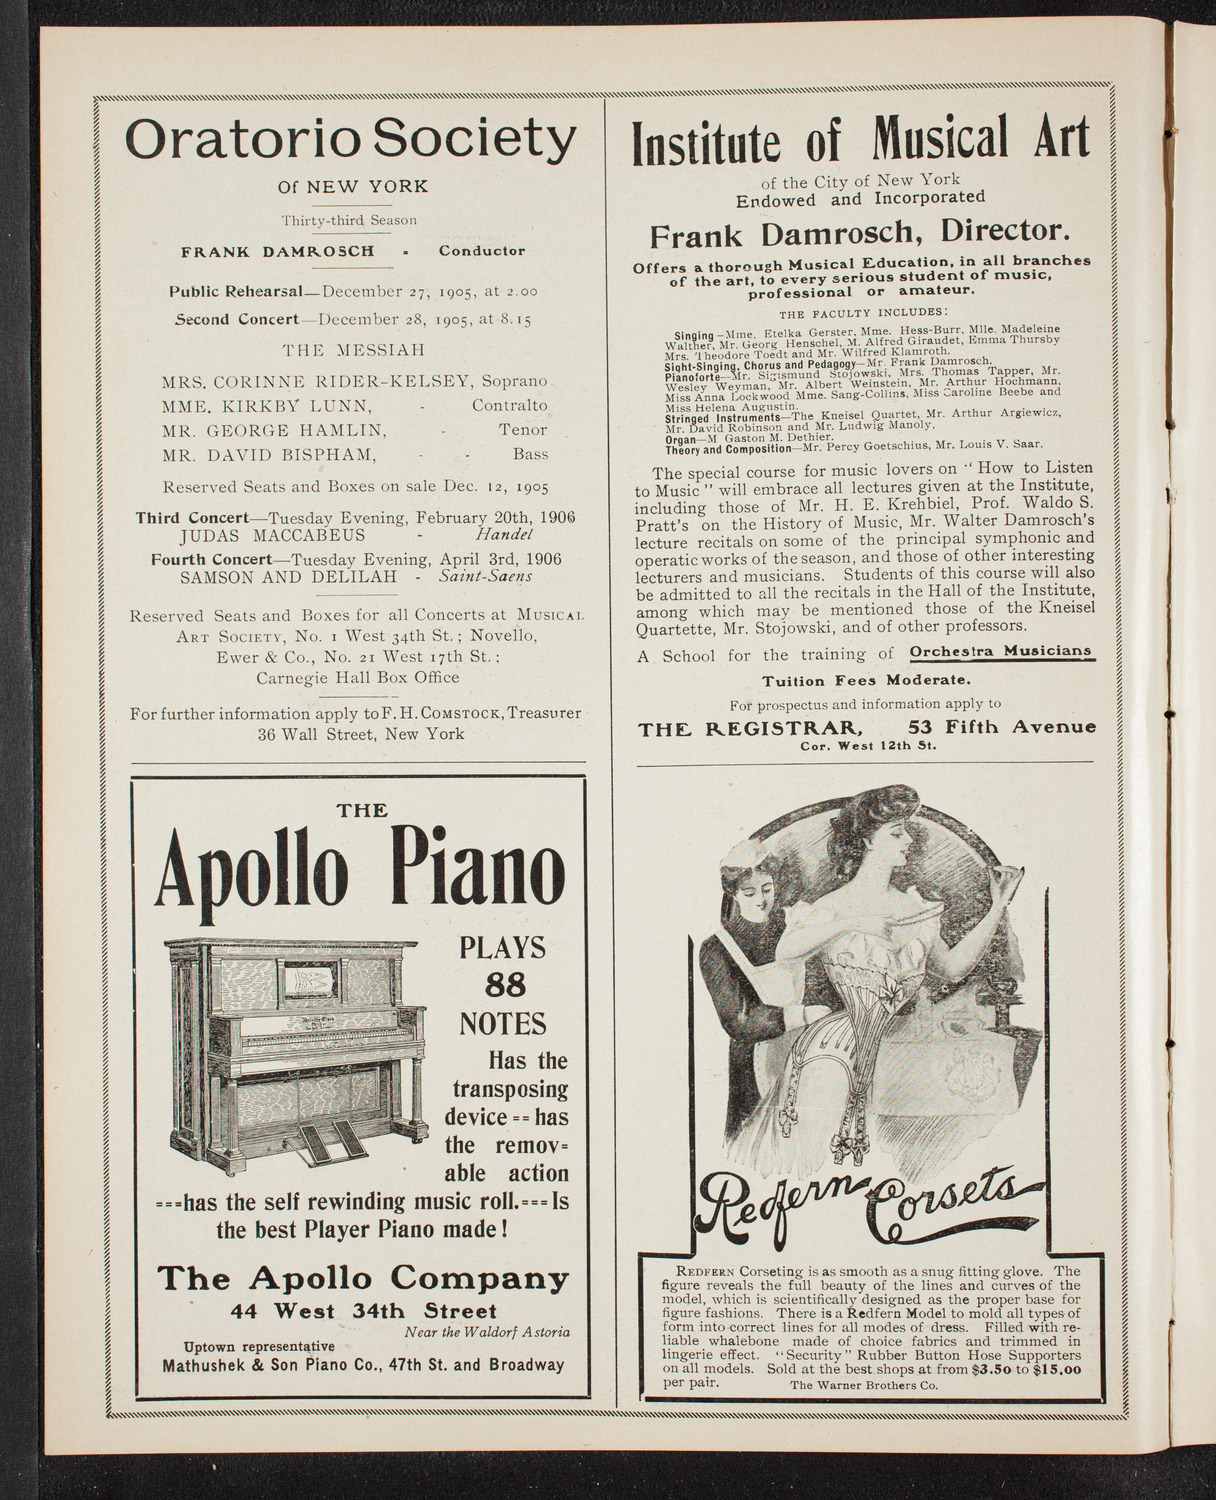 Oratorio Society
Of NEW YORK
Thirty-third Season
FRANK DAMROSCH - Conductor
Public Rehearsal—December 27, 1905, at 2.00
Second Concert—December 28, 1905, at 8.15
THE MESSIAH
MRS. CORINNE RIDER-KELSEY, Soprano
MME. KIRKBY LUNN, - Contralto
MR. GEORGE HAMLIN, - Tenor
MR. DAVID BISPHAM, - - Bass
Reserved Seats and Boxes on sale Dec. 12, 1905
Third Concert—Tuesday Evening, February 20th, 1906
JUDAS MACCABEUS - Handel
Fourth Concert—Tuesday Evening, April 3rd, 1906
SAMSON AND DELILAH - Saint-Saens
Reserved Seats and Boxes for all Concerts at MUSICAL
ART SOCIETY, No. 1 West 34th St.; Novello,
Ewer & Co., No. 21 West 17th St.;
Carnegie Hall Box Office
For further information apply to F. H. COMSTOCK, Treasurer
36 Wall Street, New York
THE
Apollo Piano
PLAYS
88
NOTES
Has the
transposing
device == has
the remov=
able action
===has the self rewinding music roll.===Is
the best Player Piano made!
The Apollo Company
44 West 34th Street
Near the Waldorf Astoria
Uptown representative
Mathushek & Son Piano Co., 47th St. and Broadway
Institute of Musical Art
of the City of New York
Endowed and Incorporated
Frank Damrosch, Director.
Offers a thorough Musical Education, in all branches
of the art, to every serious student of music,
professional or amateur.
THE FACULTY INCLUDES:
Singing—Mme. Etelka Gerster, Mme. Hess-Burr, Mlle. Madeleine
Walther, Mr. Georg Henschel, M. Alfred Giraudet, Emma Thursby
Mrs. Theodore Toedt and Mr. Wilfred Klamroth.
Sight-Singing, Chorus and Pedagogy—Mr. Frank Damrosch.
Pianoforte—Mr. Sigismund Stojowski, Mrs. Thomas Tapper, Mr.
Wesley Weyman, Mr. Albert Weinstein, Mr. Arthur Hochmann,
Miss Anna Lockwood Mme. Sang-Collins, Miss Caroline Beebe and
Miss Helena Augustin.
Stringed Instruments—The Kneisel Quartet, Mr. Arthur Argiewicz,
Mr. David Robinson and Mr. Ludwig Manoly.
Organ—M Gaston M. Dethier.
Theory and Composition—Mr. Percy Goetschius, Mr. Louis V. Saar.
The special course for music lovers on "How to Listen
to Music" will embrace all lectures given at the Institute,
including those of Mr. H. E. Krehbiel, Prof. Waldo S.
Pratt's on the History of Music, Mr. Walter Damrosch's
lecture recitals on some of the principal symphonic and
operatic works of the season, and those of other interesting
lecturers and musicians. Students of this course will also
be admitted to all the recitals in the Hall of the Institute,
among which may be mentioned those of the Kneisel
Quartette, Mr. Stojowski, and of other professors.
A School for the training of Orchestra Musicians
Tuition Fees Moderate.
For prospectus and information apply to
THE REGISTRAR, 53 Fifth Avenue
Cor. West 12th St.
Redfern Corsets
REDFERN Corseting is as smooth as a snug fitting glove. The
figure reveals the full beauty of the lines and curves of the
model, which is scientifically designed as the proper base for
figure fashions. There is a Redfern Model to mold all types of
form into correct lines for all modes of dress. Filled with re-
liable whalebone made of choice fabrics and trimmed in
lingerie effect. "Security" Rubber Button Hose Supporters
on all models. Sold at the best shops at from $3.50 to $15.00
per pair. The Warner Brothers Co.